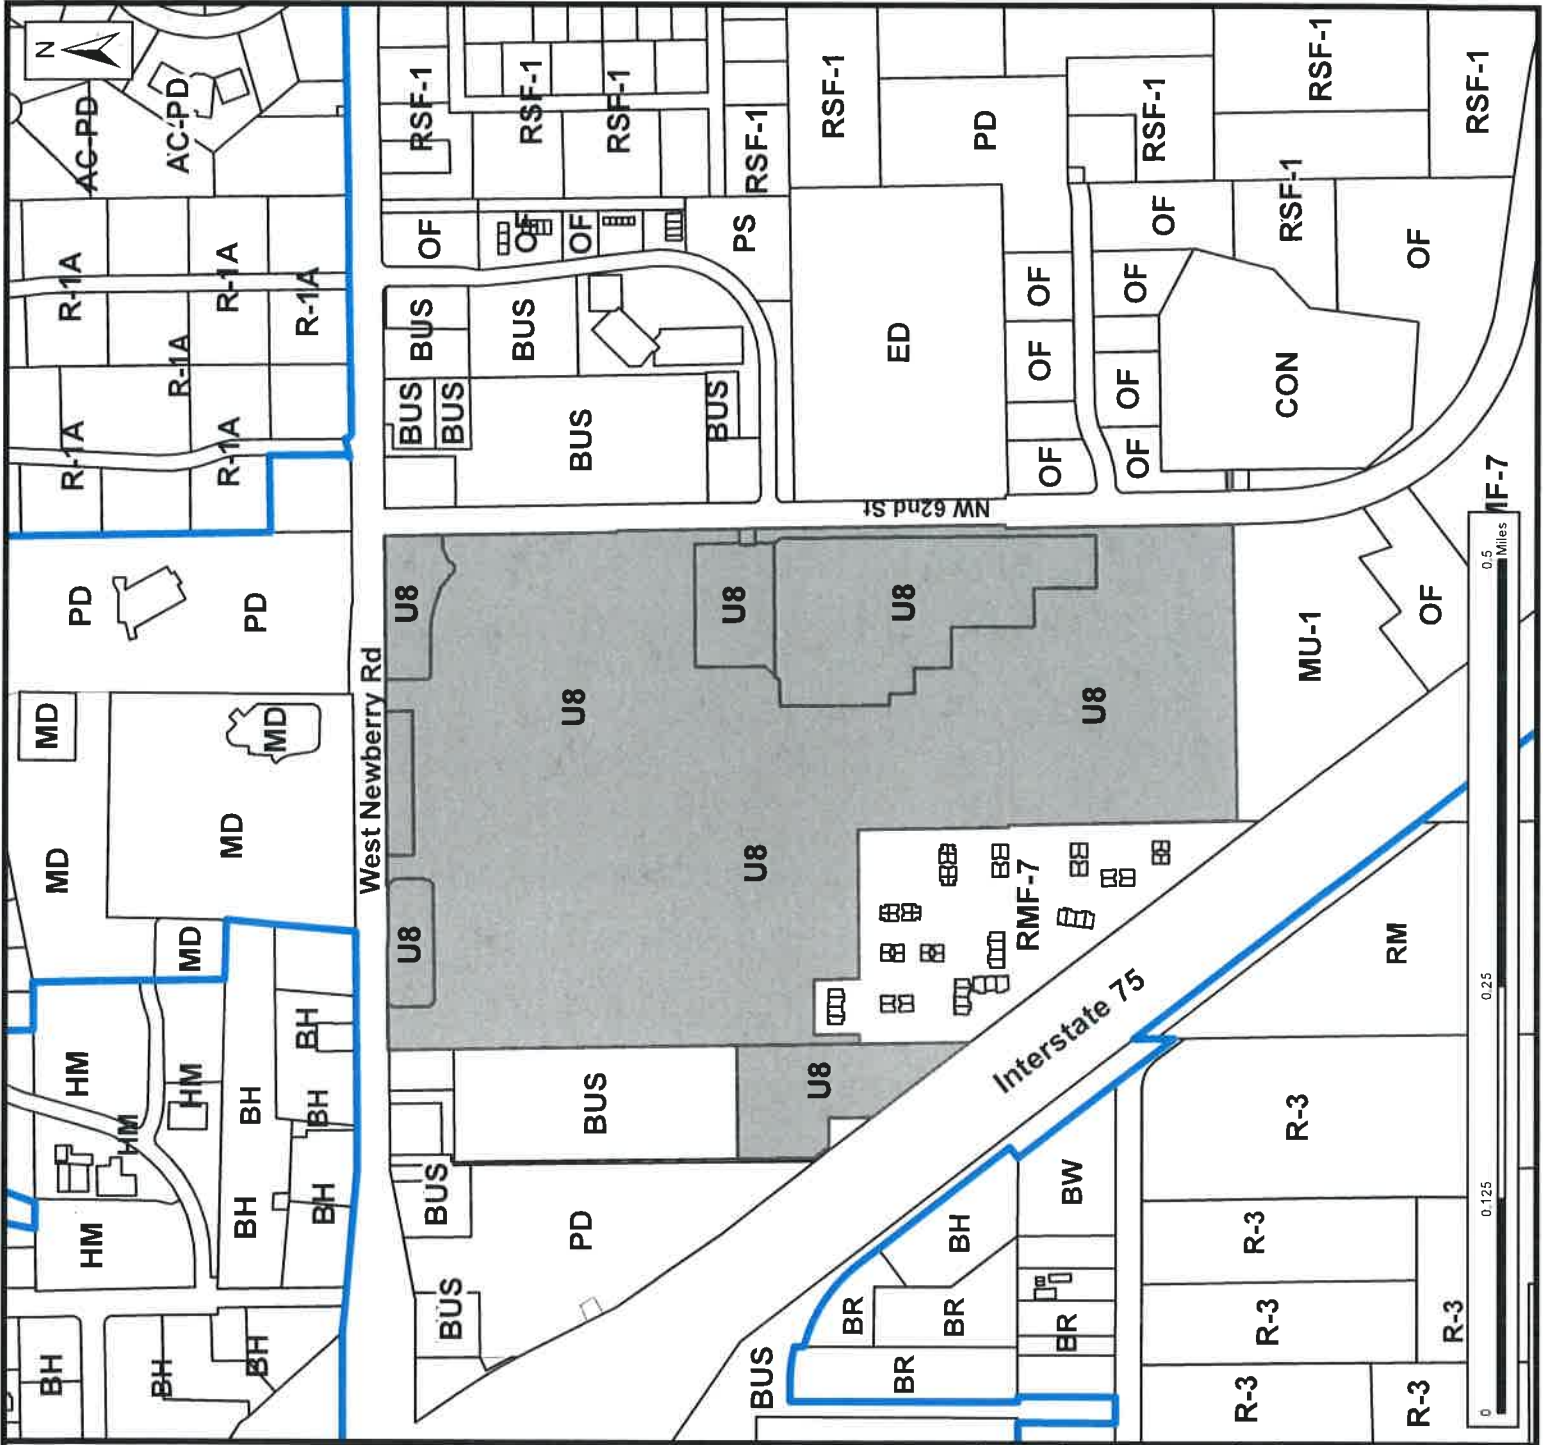 BH
HM
HM
MD
MD
PD
R-1A
R-1A
AC-PD
N
BH
HM
HM
MD
MD
R-1A
R-1A
R-1A
AC-PD
BH
BH
BH
BH
BH
BH
MD
PD
R-1A
West Newberry Rd
BUS
BUS
U8
U8
BUS
BUS
BUS
OF
RSF-1
PD
BUS
U8
BUS
BUS
OF
OF
RSF-1
RSF-1
BUS
U8
U8
U8
BUS
PS
RSF-1
RSF-1
BR
BR
BR
BH
U8
NW 62nd St
ED
PD
BR
BW
Interstate 75
RMF-7
U8
OF
OF
OF
OF
OF
OF
OF
RSF-1
R-3
R-3
R-3
R-3
RM
MU-1
CON
RSF-1
RSF-1
R-3
R-3
OF
OF
RSF-1
0 0.125 0.25 0.5
Miles